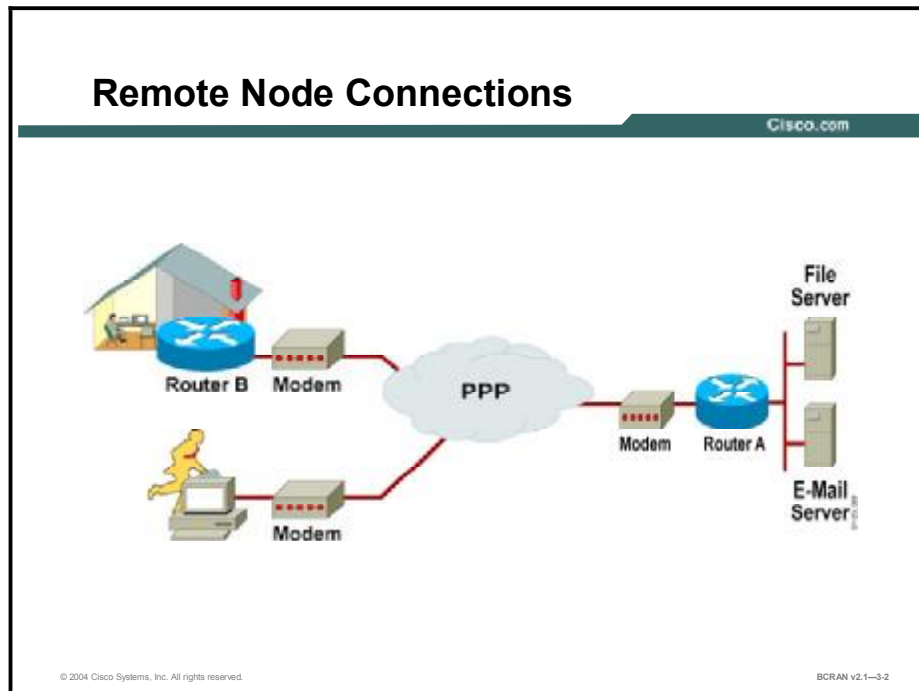 Remote Node Connections
Cisco.com
File
Server
Router B
Modem
PPP
Modem
Router A
E-Mail
Server
Modem
© 2004 Cisco Systems, Inc. All rights reserved.
BCRAN v2.1—3-2